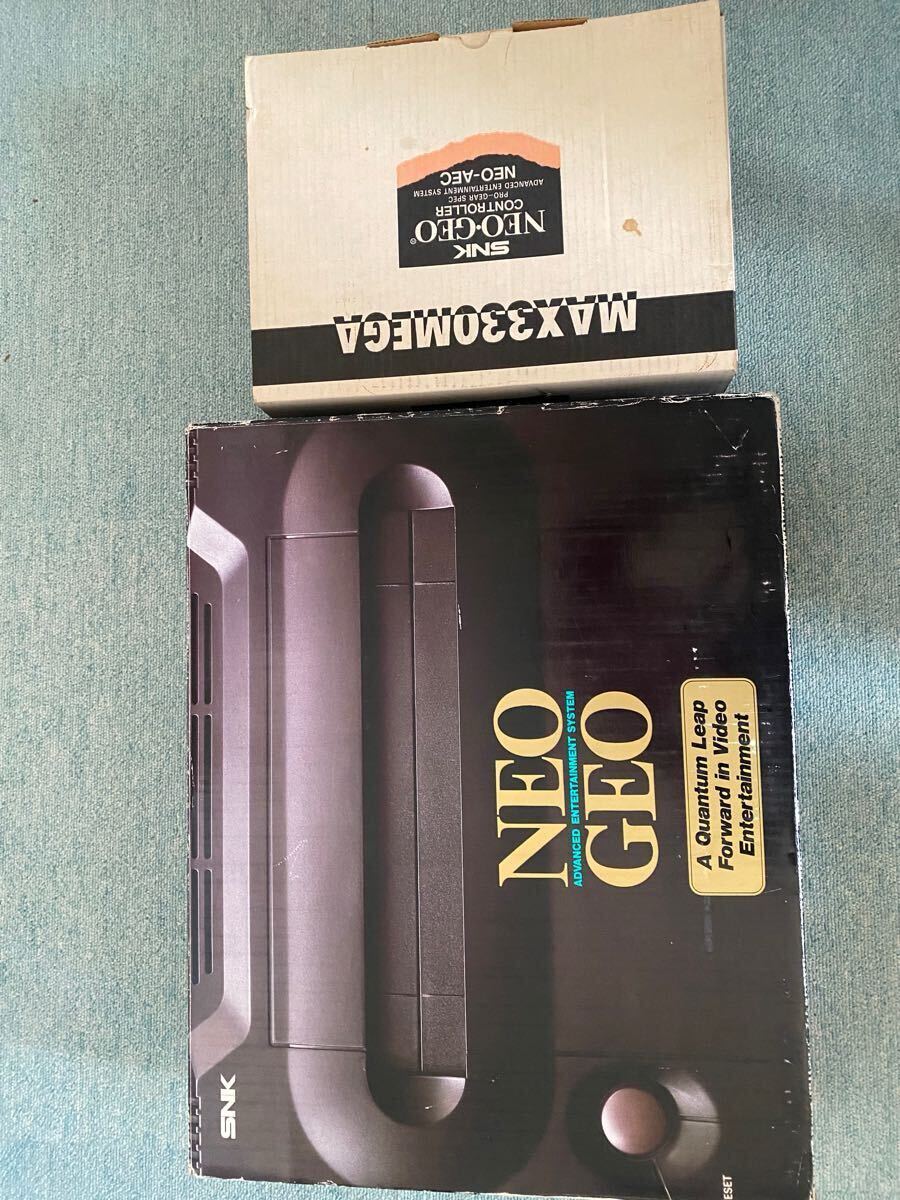 MAX330MEGA
SNK
NEO•GEO®
CONTROLLER
PRO-GEAR SPEC
ADVANCED ENTERTAINMENT SYSTEM
NEO-AEC
NEO
ADVANCED ENTERTAINMENT SYSTEM
GEO
A Quantum Leap
Forward in Video
Entertainment
SNK
ESET